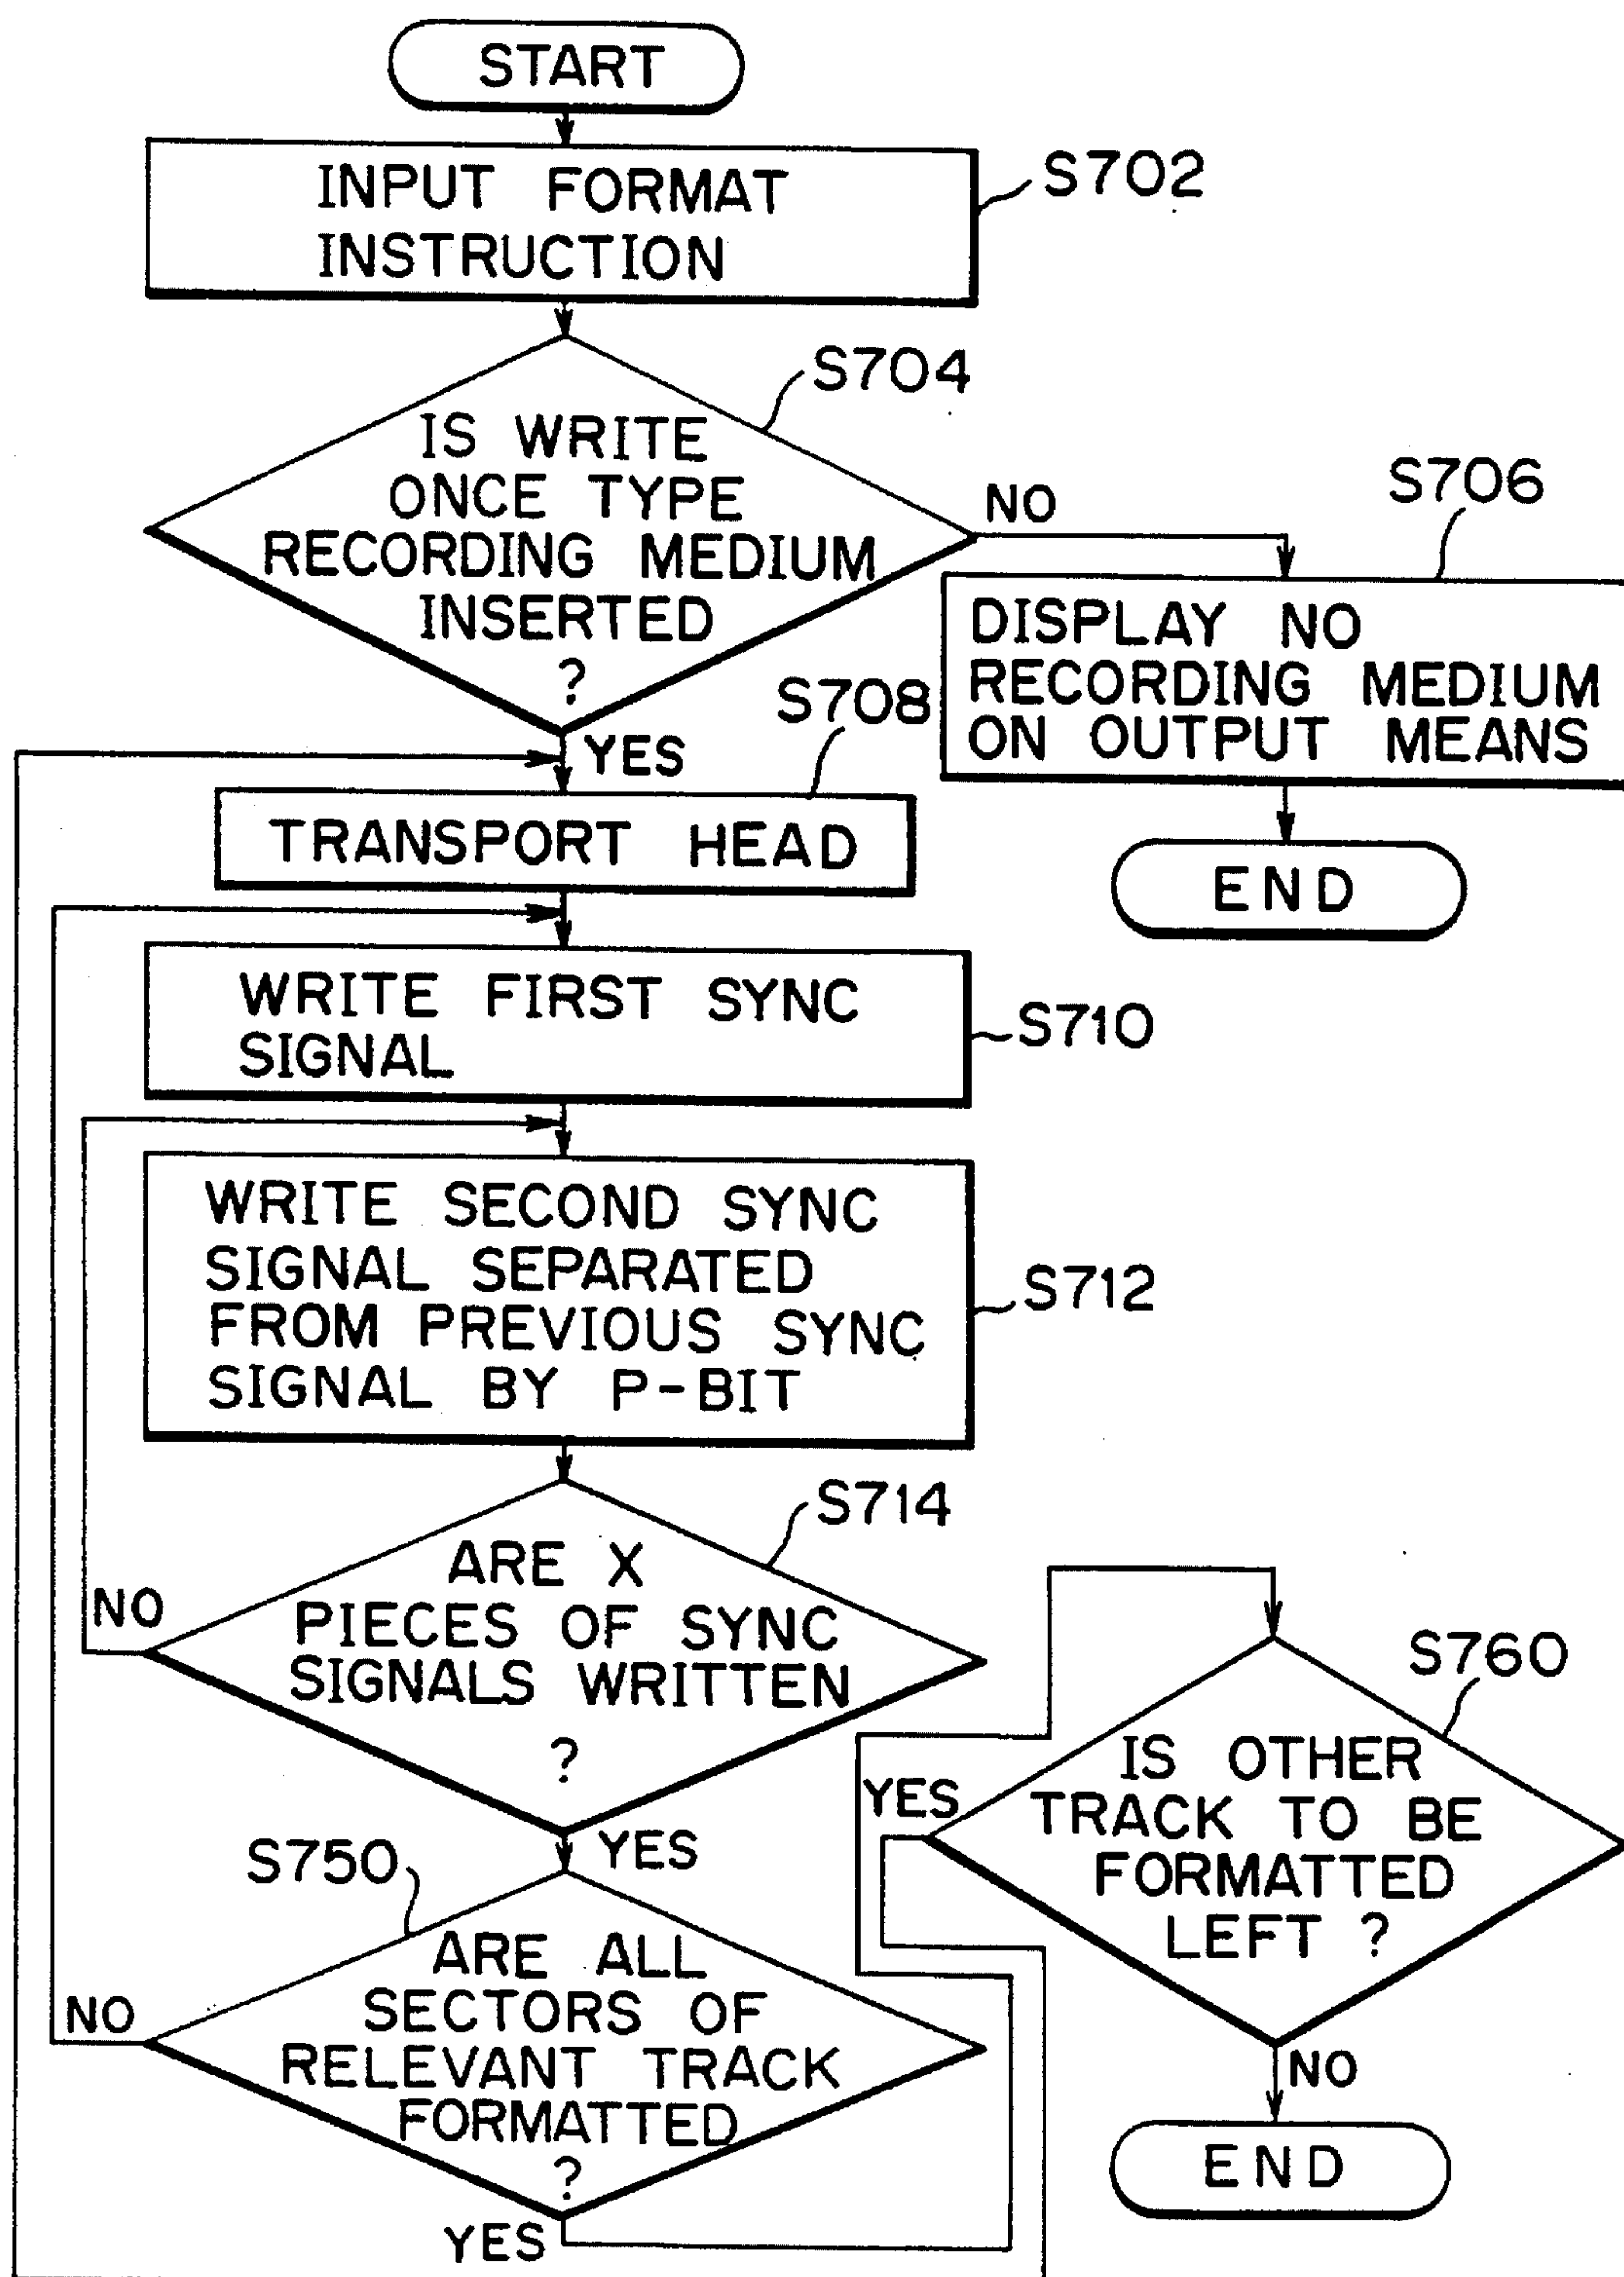 START
INPUT FORMAT
INSTRUCTION
S702
IS WRITE
ONCE TYPE
RECORDING MEDIUM
INSERTED
?
S704
NO
S706
DISPLAY NO
RECORDING MEDIUM
ON OUTPUT MEANS
END
YES
S708
TRANSPORT HEAD
WRITE FIRST SYNC
SIGNAL
S710
WRITE SECOND SYNC
SIGNAL SEPARATED
FROM PREVIOUS SYNC
SIGNAL BY P-BIT
S712
S714
ARE X
PIECES OF SYNC
SIGNALS WRITTEN
?
NO
YES
S750
ARE ALL
SECTORS OF
RELEVANT TRACK
FORMATTED
?
NO
YES
S760
IS OTHER
TRACK TO BE
FORMATTED
LEFT ?
YES
NO
END